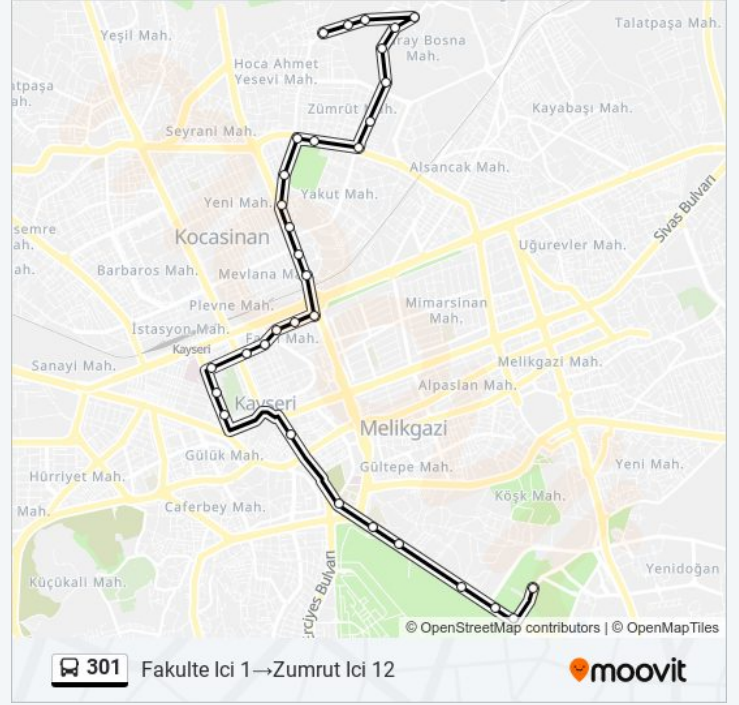 Yeşil Mah.
Talatpaşa Mah.
ray Bosna
Mah.
Hoca Ahmet
Yesevi Mah.
atpaşa
ah.
Zümrüt
h.
Kayabaşı Mah.
Seyrani Mah.
Alsancak Mah.
Yakut Mah.
Yeni Mah.
Sivas Bulvarı
semre
ah.
Kocasinan
Uğurevler Mah.
ah.
Barbaros Mah.
Mevlana M
Plevne Mah.
Mimarsinan
Mah.
İstasyon Mah.
Fa
Mah.
Kayseri
Sanayi Mah.
Melikgazi Mah.
Alpaslan Mah.
Kayseri
Melikgazi
Gülük Mah.
Gültepe Mah.
Yeni Mah.
Hürriyet Mah.
Köşk Mah.
Mah.
Caferbey Mah.
Küçükali Mah.
Yenidoğan
rciyes Bulvarı
© OpenStreetMap contributors | © OpenMapTiles
301 Fakulte Ici 1→Zumrut Ici 12
moovit